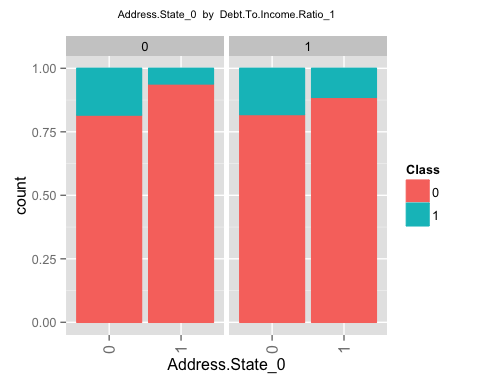 Address.State_0 by Debt.To.Income.Ratio_1
0 1
1.00
0.75
0.50
0.25
0.00
count
0 1 0 1
Address.State_0
Class
0
1